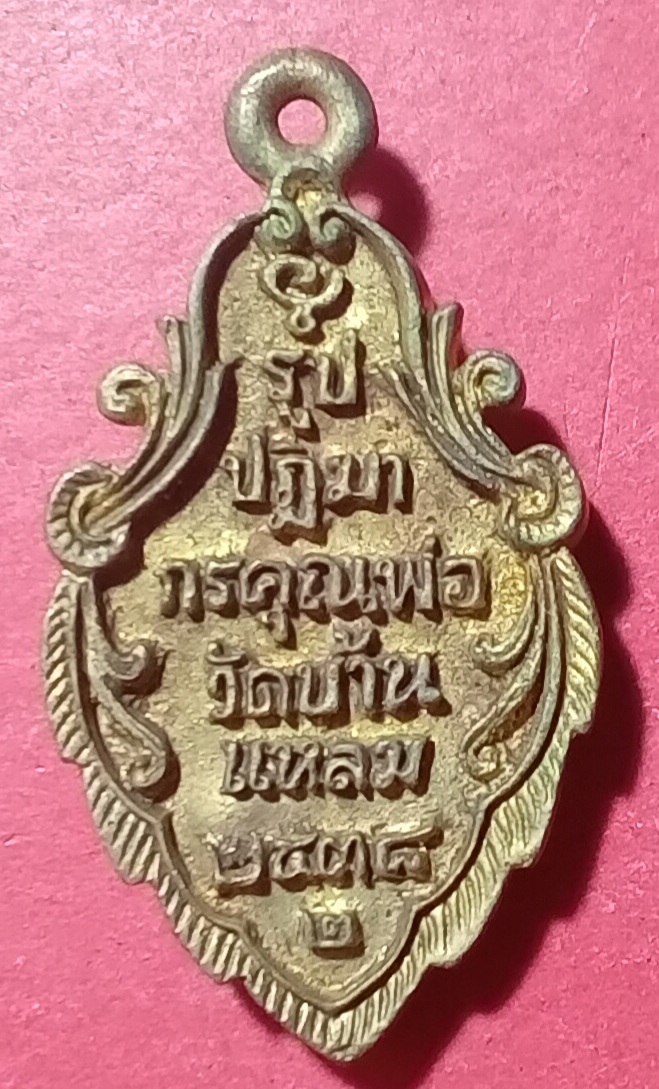 รูป
ปฏิมา
กรคุณพ่อ
วัดบ้าน
แหลม
๒๔๓๘
๒